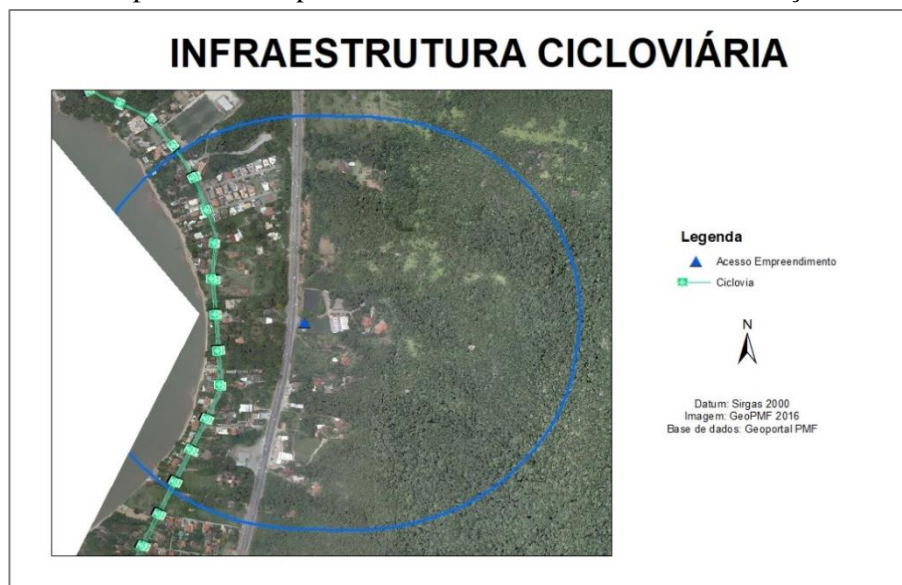 INFRAESTRUTURA CICLOVIÁRIA
Legenda
Acesso Empreendimento
Ciclovia
N
Datum: Sirgas 2000
Imagem: GeoPMF 2016
Base de dados: Geoportal PMF